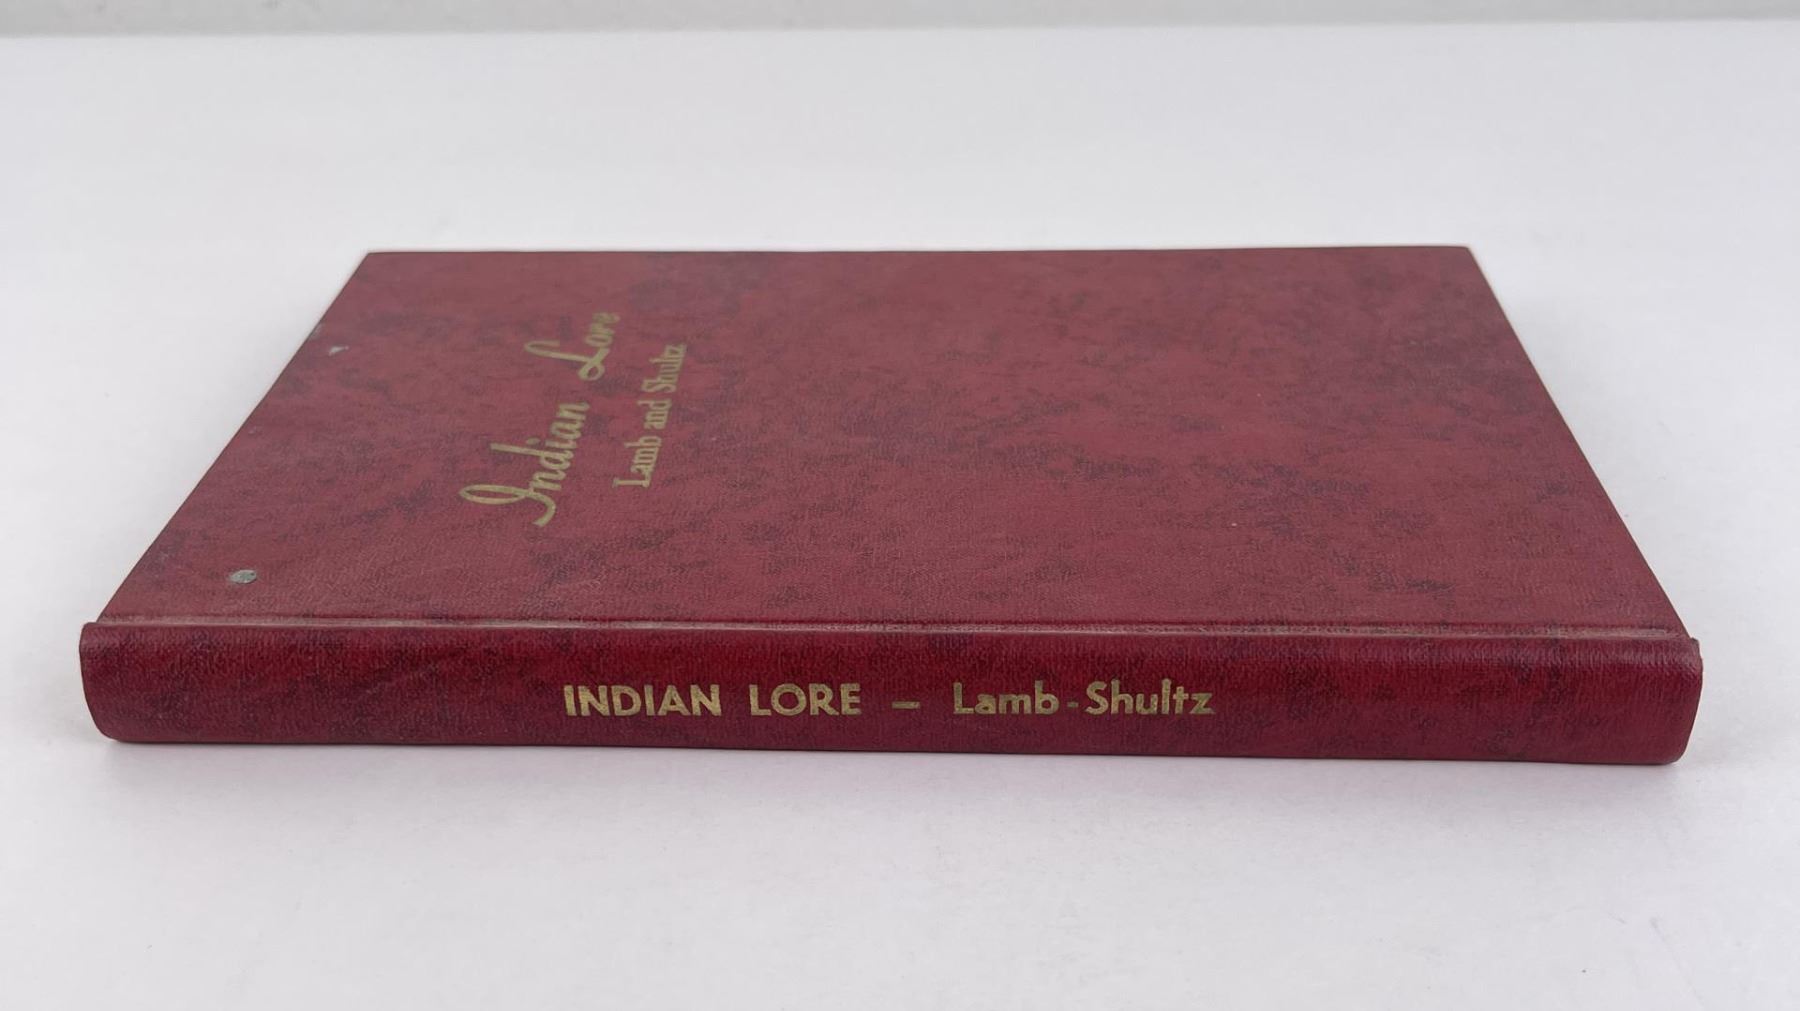 Indian Lore
Lamb and Shultz
INDIAN LORE – Lamb-Shultz